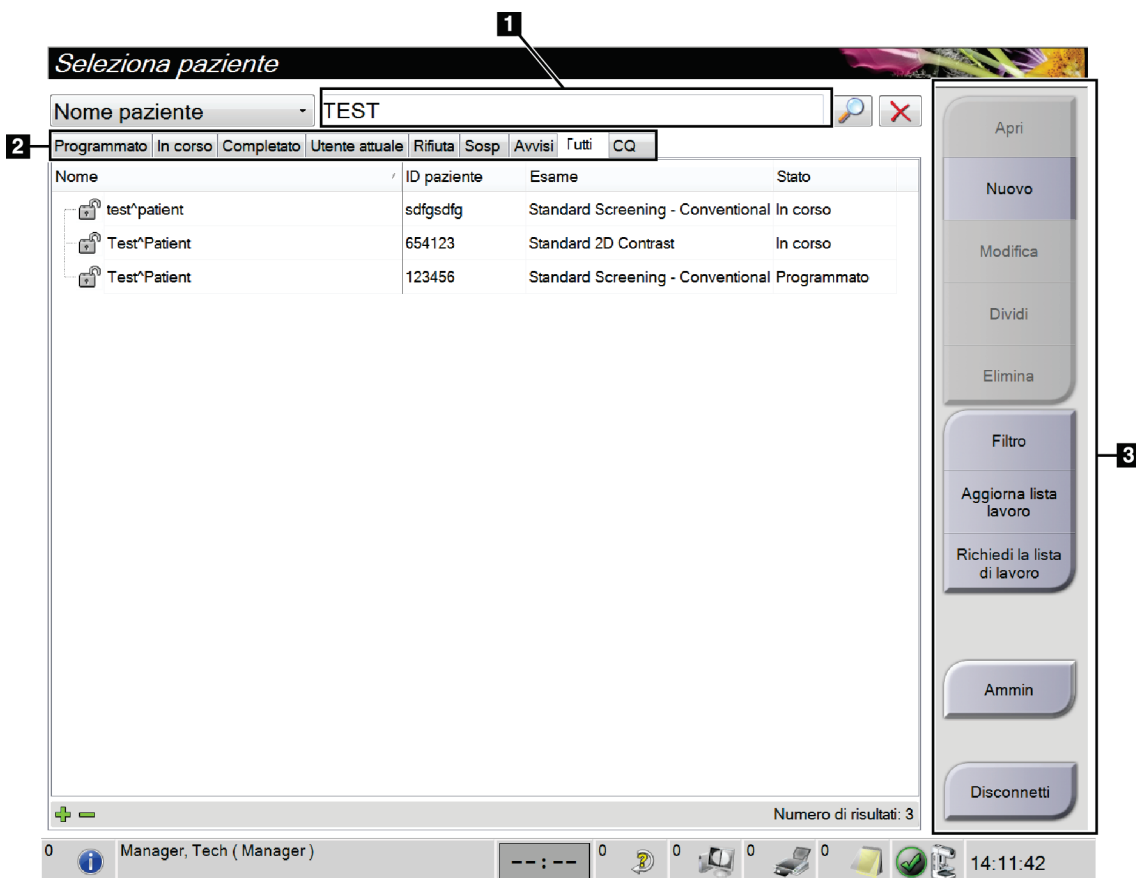 1
Seleziona paziente
Nome paziente
TEST
2
Programmato In corso Completato Utente attuale Rifiuta Sosp Avvisi Tutti CQ
Nome ID paziente Esame Stato
test^patient sdfgsdfg Standard Screening - Conventional In corso
Test^Patient 654123 Standard 2D Contrast In corso
Test^Patient 123456 Standard Screening - Conventional Programmato
Numero di risultati: 3
Apri
Nuovo
Modifica
Dividi
Elimina
Filtro
Aggiorna lista
lavoro
Richiedi la lista
di lavoro
Ammin
Disconnetti
3
0 Manager, Tech ( Manager ) --:-- 0 0 0 0 14:11:42